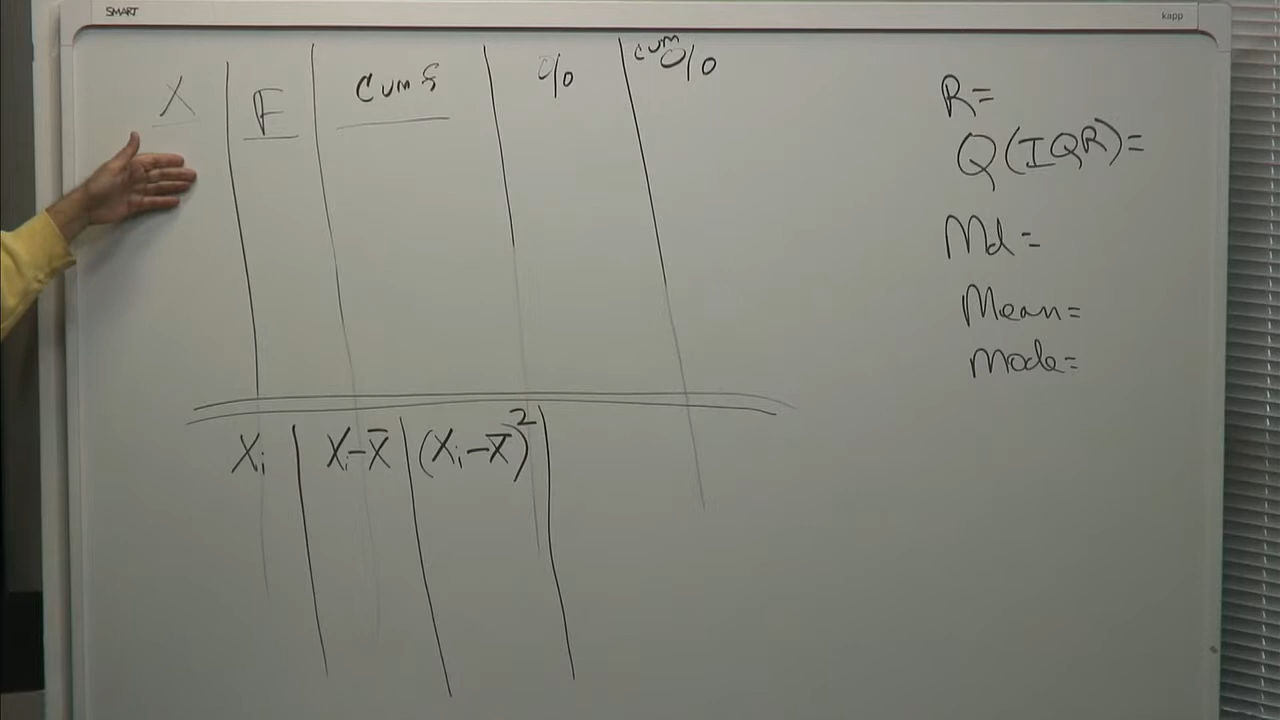 SMART
kapp
X F Cum f % cum %
R=
Q(IQR)=
Md=
Mean=
Mode=
Xi Xi-X̄ (Xi-X̄)²